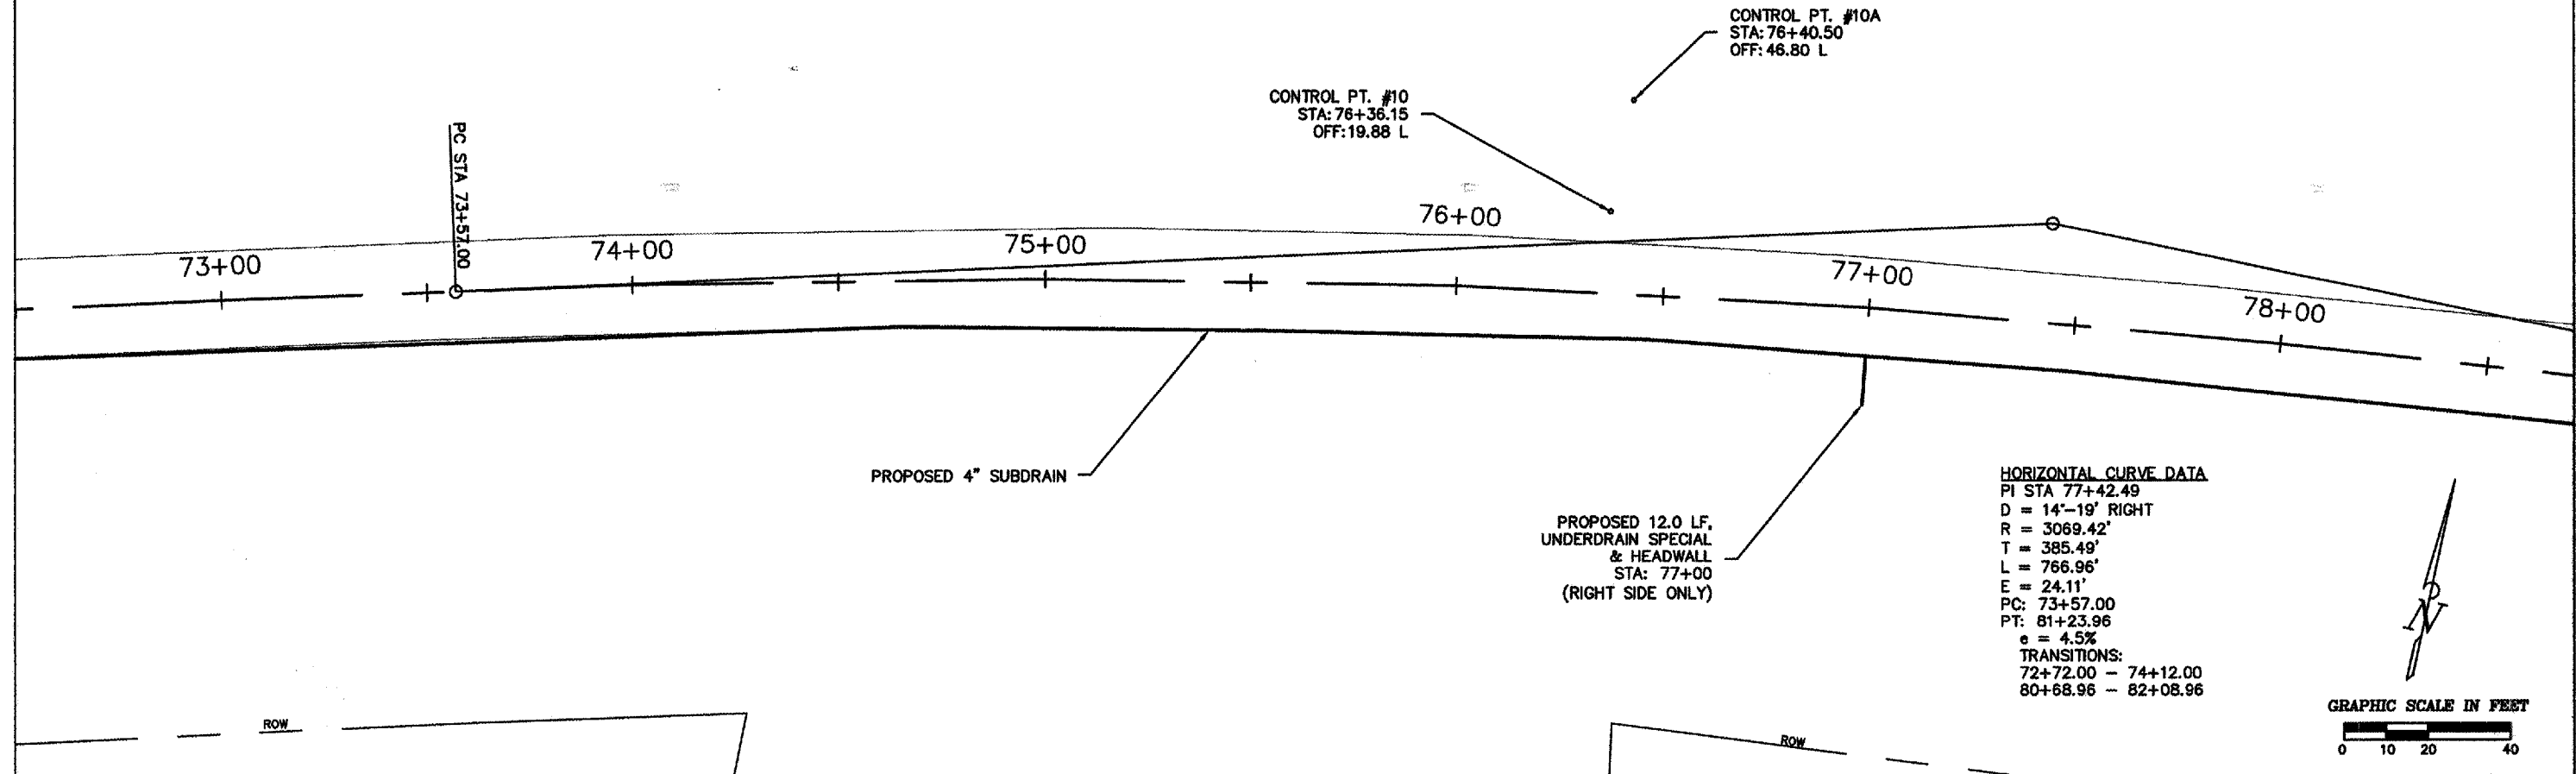 CONTROL PT. #10A
STA: 76+40.50
OFF: 46.80 L
CONTROL PT. #10
STA: 76+36.15
OFF: 19.88 L
PC STA 73+57.00
73+00
74+00
75+00
76+00
77+00
78+00
PROPOSED 4" SUBDRAIN
PROPOSED 12.0 LF,
UNDERDRAIN SPECIAL
& HEADWALL
STA: 77+00
(RIGHT SIDE ONLY)
HORIZONTAL CURVE DATA
PI STA 77+42.49
D = 14°-19' RIGHT
R = 3069.42'
T = 385.49'
L = 766.96'
E = 24.11'
PC: 73+57.00
PT: 81+23.96
e = 4.5%
TRANSITIONS:
72+72.00 - 74+12.00
80+68.96 - 82+08.96
N
GRAPHIC SCALE IN FEET
0 10 20 40
ROW
ROW